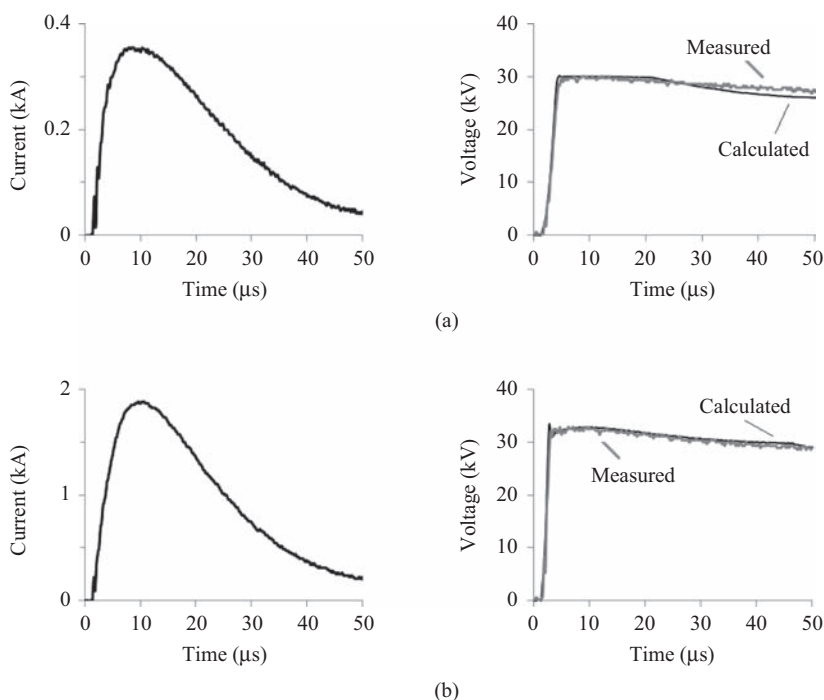 0.4
0.2
0
Current (kA)
0 10 20 30 40 50
Time (μs)
40
30
20
10
0
Voltage (kV)
Measured
Calculated
0 10 20 30 40 50
Time (μs)
(a)
2
1
0
Current (kA)
0 10 20 30 40 50
Time (μs)
40
30
20
10
0
Voltage (kV)
Calculated
Measured
0 10 20 30 40 50
Time (μs)
(b)